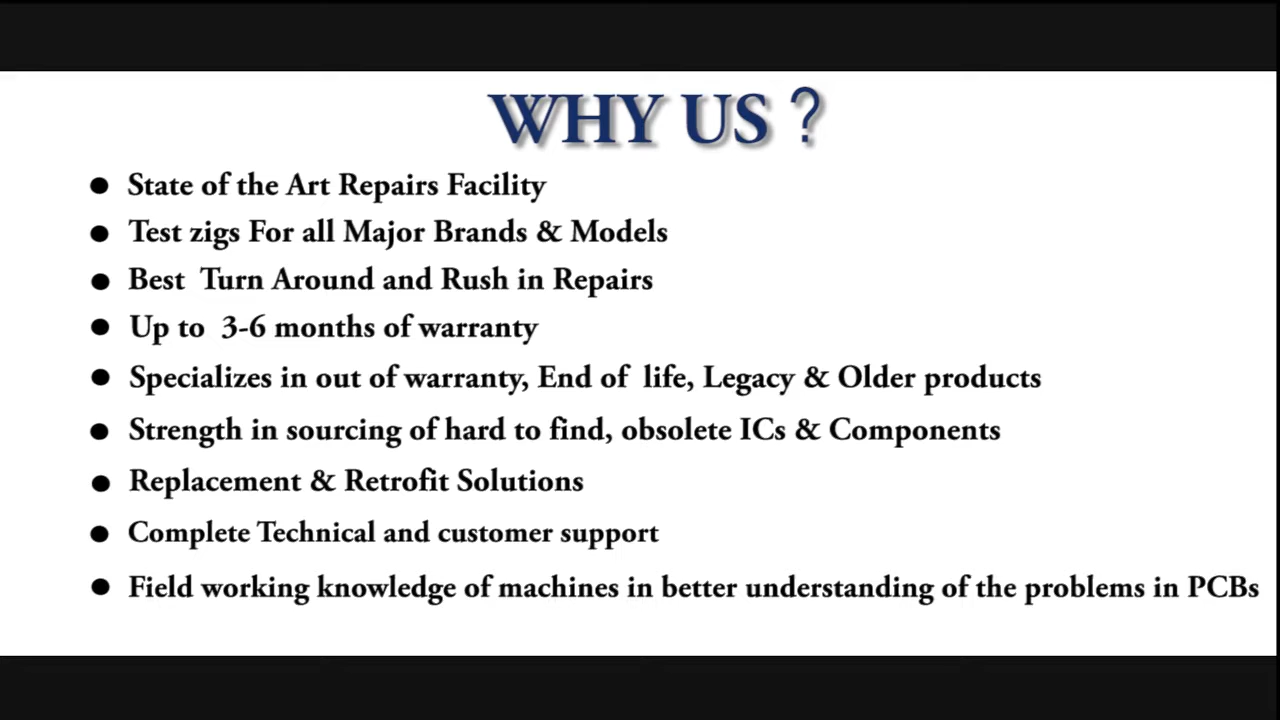 WHY US ?
● State of the Art Repairs Facility
● Test zigs For all Major Brands & Models
● Best Turn Around and Rush in Repairs
● Up to 3-6 months of warranty
● Specializes in out of warranty, End of life, Legacy & Older products
● Strength in sourcing of hard to find, obsolete ICs & Components
● Replacement & Retrofit Solutions
● Complete Technical and customer support
● Field working knowledge of machines in better understanding of the problems in PCBs